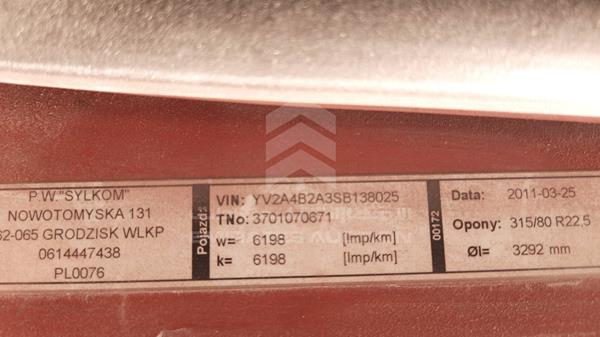 P.W."SYLKOM"
NOWOTOMYSKA 131
62-065 GRODZISK WLKP
0614447438
PL0076
Pojazd:
VIN: YV2A4B2A3SB138025
TNo: 3701070671
w= 6198 [Imp/km]
k= 6198 [Imp/km]
00172
Data: 2011-03-25
Opony: 315/80 R22,5
Øl= 3292 mm